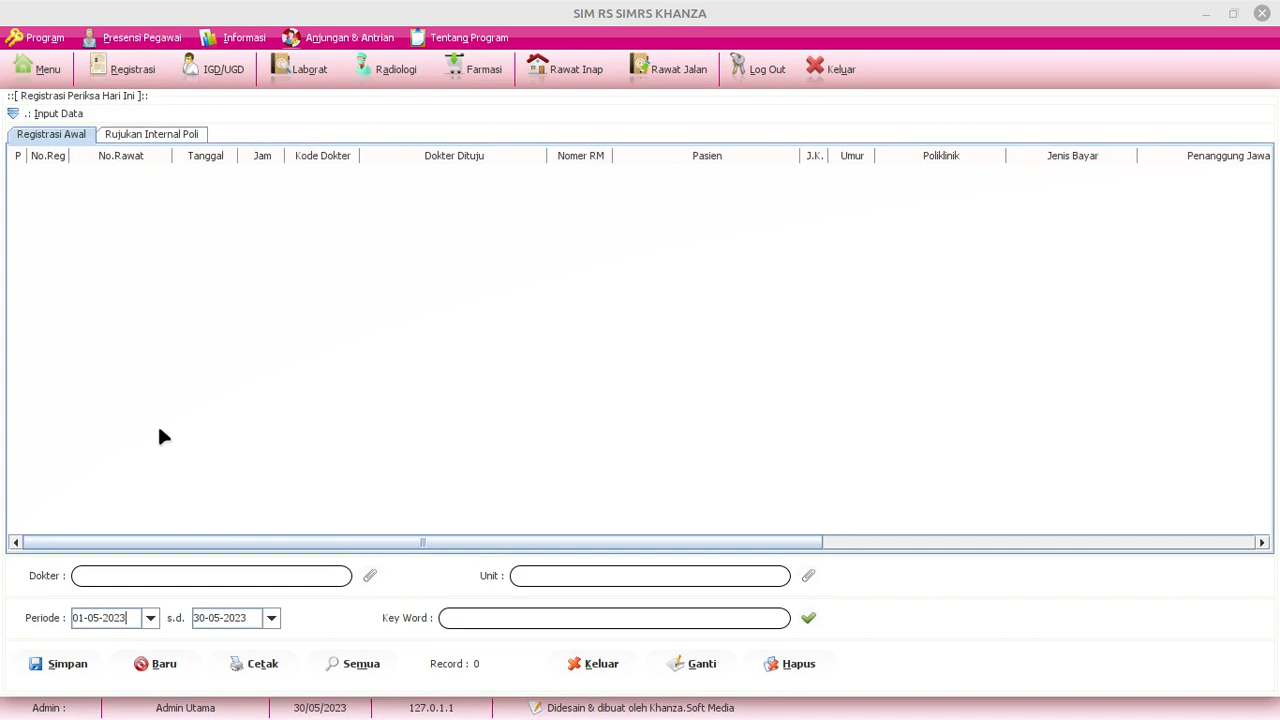 SIM RS SIMRS KHANZA
Program Presensi Pegawai Informasi Anjungan & Antrian Tentang Program
Menu Registrasi IGD/UGD Laborat Radiologi Farmasi Rawat Inap Rawat Jalan Log Out Keluar
::[ Registrasi Periksa Hari Ini ]::
.: Input Data
Registrasi Awal Rujukan Internal Poli
P No.Reg No.Rawat Tanggal Jam Kode Dokter Dokter Dituju Nomer RM Pasien J.K. Umur Poliklinik Jenis Bayar Penanggung Jawa
Dokter : Unit :
Periode : 01-05-2023 s.d. 30-05-2023 Key Word :
Simpan Baru Cetak Semua Record : 0 Keluar Ganti Hapus
Admin : Admin Utama 30/05/2023 127.0.1.1 Didesain & dibuat oleh Khanza.Soft Media